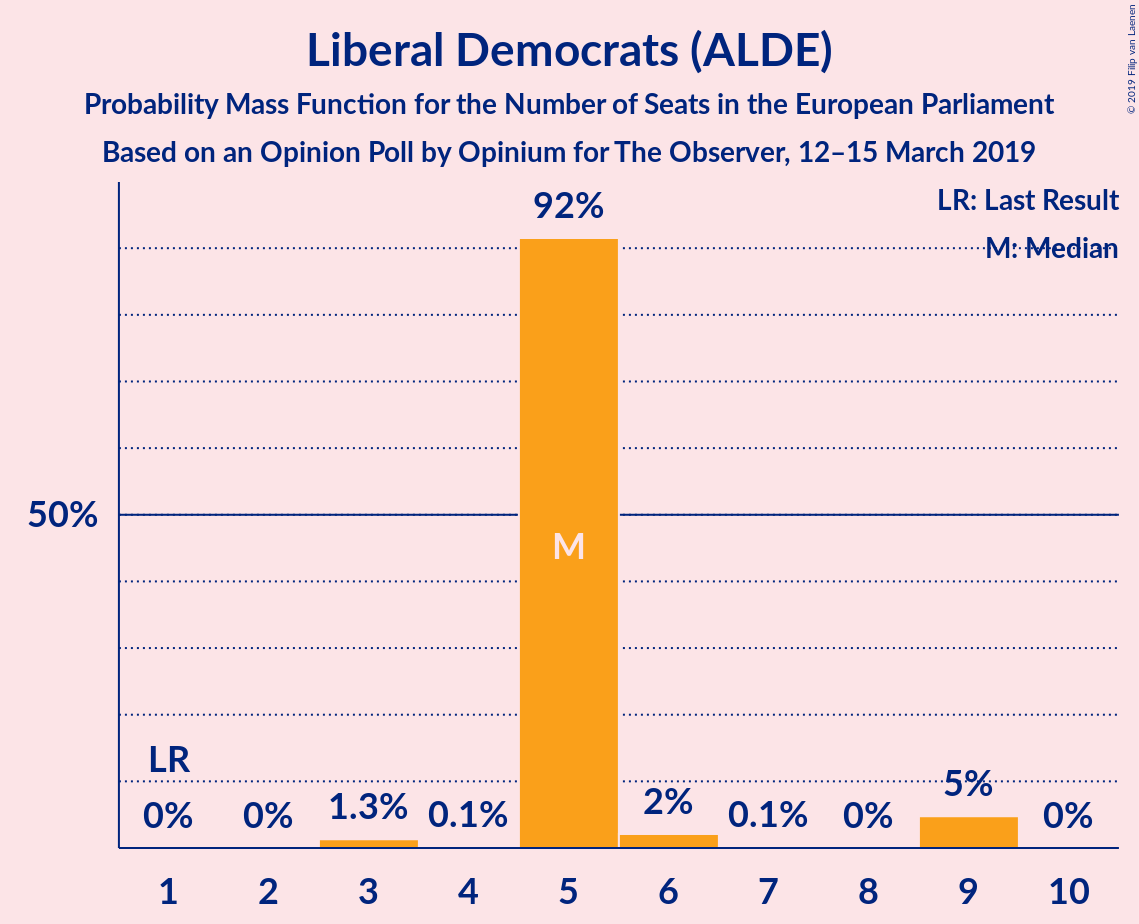 Liberal Democrats (ALDE)
Probability Mass Function for the Number of Seats in the European Parliament
Based on an Opinion Poll by Opinium for The Observer, 12–15 March 2019
© 2019 Filip van Laenen
LR: Last Result
M: Median
92%
50%
M
LR
0% 0% 1.3% 0.1% 2% 0.1% 0% 5% 0%
1 2 3 4 5 6 7 8 9 10